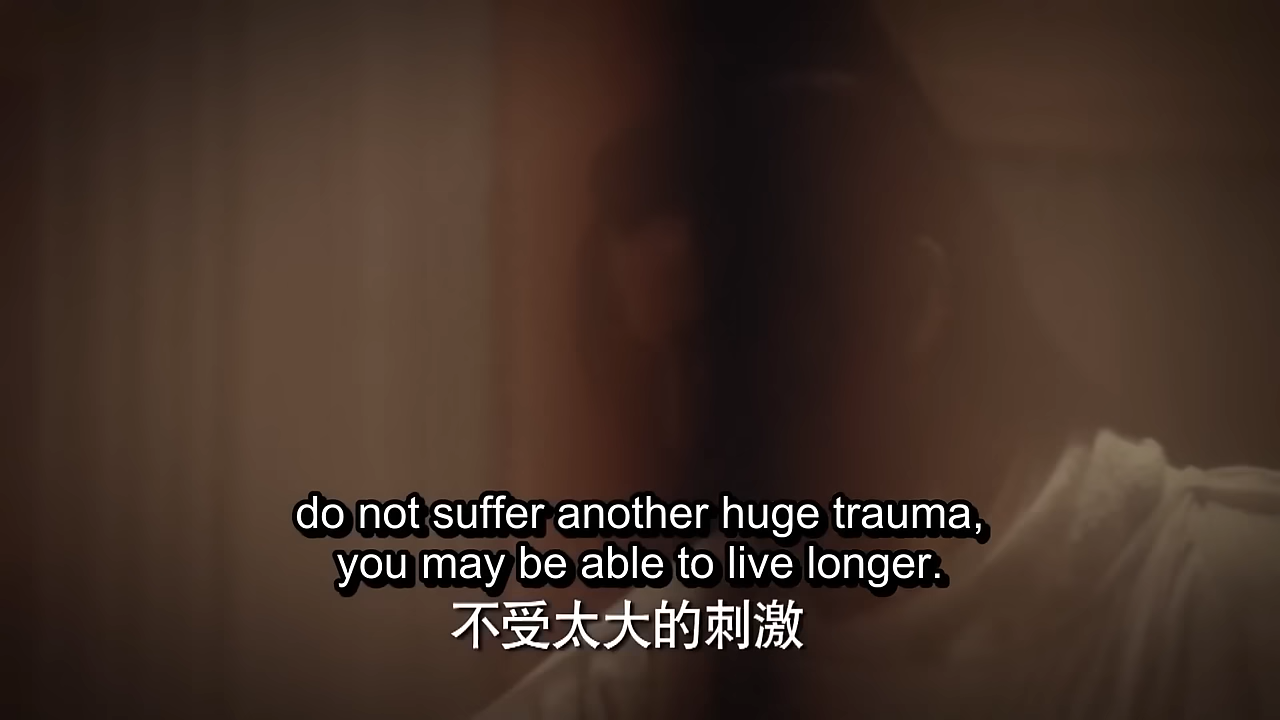 do not suffer another huge trauma,
you may be able to live longer.
不受太大的刺激